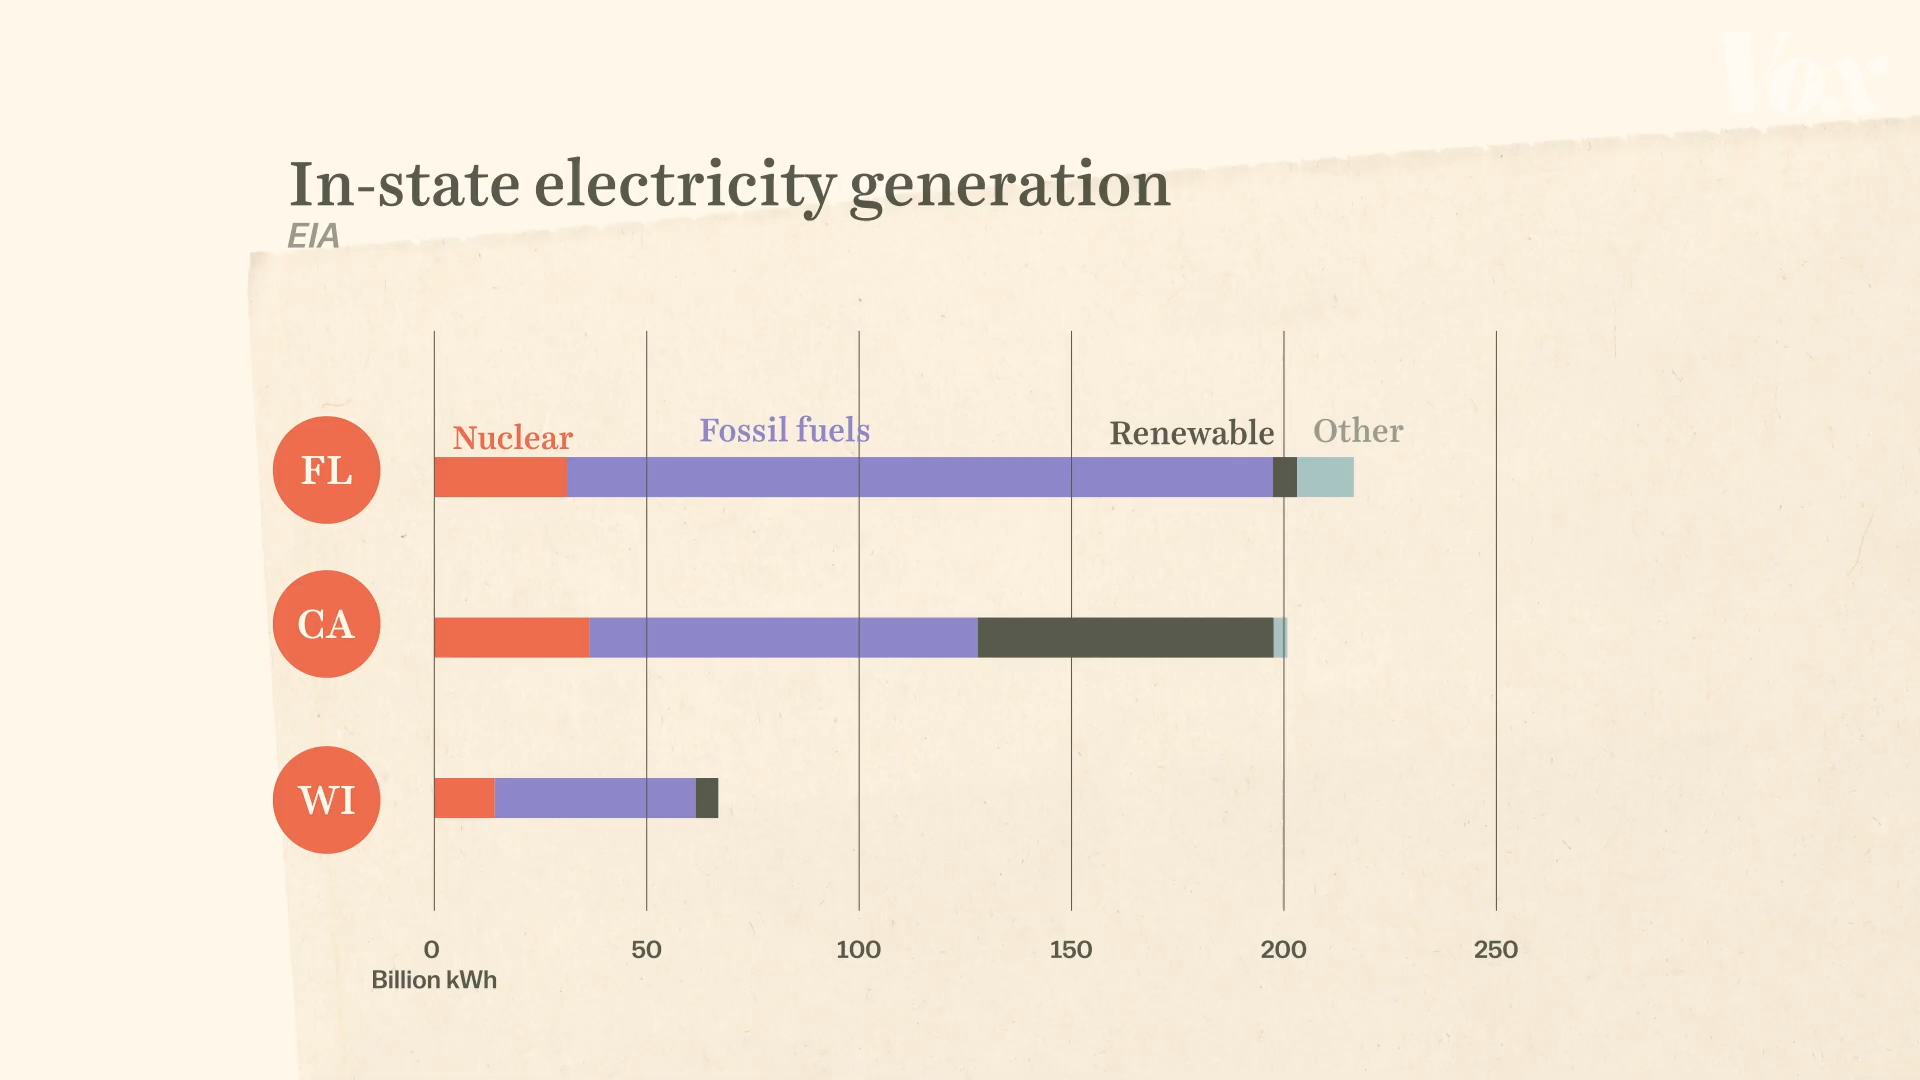 Vox
In-state electricity generation
EIA
Nuclear
Fossil fuels
Renewable
Other
FL
CA
WI
0
50
100
150
200
250
Billion kWh